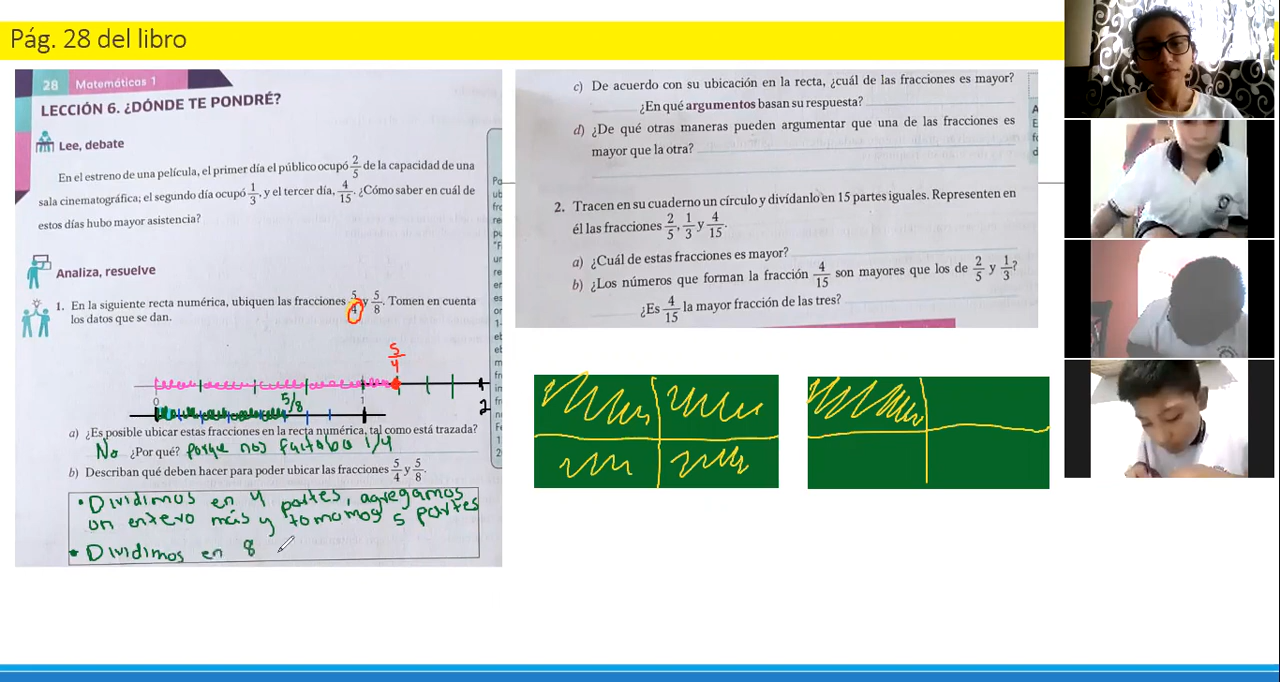 Pág. 28 del libro
28 Matemáticas 1
LECCIÓN 6. ¿DÓNDE TE PONDRÉ?
Lee, debate
En el estreno de una película, el primer día el público ocupó 2/5 de la capacidad de una
sala cinematográfica; el segundo día ocupó 1/3, y el tercer día, 4/15. ¿Cómo saber en cuál de
estos días hubo mayor asistencia?
Analiza, resuelve
1. En la siguiente recta numérica, ubiquen las fracciones 5/4 y 5/8. Tomen en cuenta
los datos que se dan.
5/4
0 5/8 1 2
a) ¿Es posible ubicar estas fracciones en la recta numérica, tal como está trazada?
No ¿Por qué? porque nos faltaba 1/4
b) Describan qué deben hacer para poder ubicar las fracciones 5/4 y 5/8.
• Dividimos en 4 partes, agregamos
un entero más y tomamos 5 partes
• Dividimos en 8
c) De acuerdo con su ubicación en la recta, ¿cuál de las fracciones es mayor?
¿En qué argumentos basan su respuesta?
d) ¿De qué otras maneras pueden argumentar que una de las fracciones es
mayor que la otra?
2. Tracen en su cuaderno un círculo y divídanlo en 15 partes iguales. Representen en
él las fracciones 2/5, 1/3 y 4/15.
a) ¿Cuál de estas fracciones es mayor?
b) ¿Los números que forman la fracción 4/15 son mayores que los de 2/5 y 1/3?
¿Es 4/15 la mayor fracción de las tres?